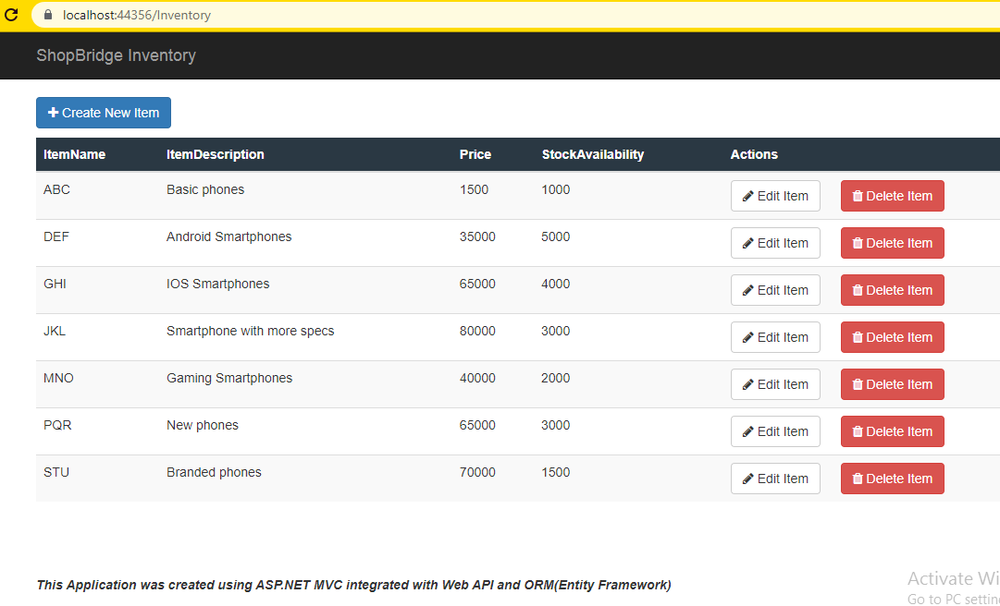 localhost:44356/Inventory
ShopBridge Inventory
Create New Item
ItemName ItemDescription Price StockAvailability Actions
ABC Basic phones 1500 1000 Edit Item Delete Item
DEF Android Smartphones 35000 5000 Edit Item Delete Item
GHI IOS Smartphones 65000 4000 Edit Item Delete Item
JKL Smartphone with more specs 80000 3000 Edit Item Delete Item
MNO Gaming Smartphones 40000 2000 Edit Item Delete Item
PQR New phones 65000 3000 Edit Item Delete Item
STU Branded phones 70000 1500 Edit Item Delete Item
This Application was created using ASP.NET MVC integrated with Web API and ORM(Entity Framework)
Activate Wi
Go to PC settin